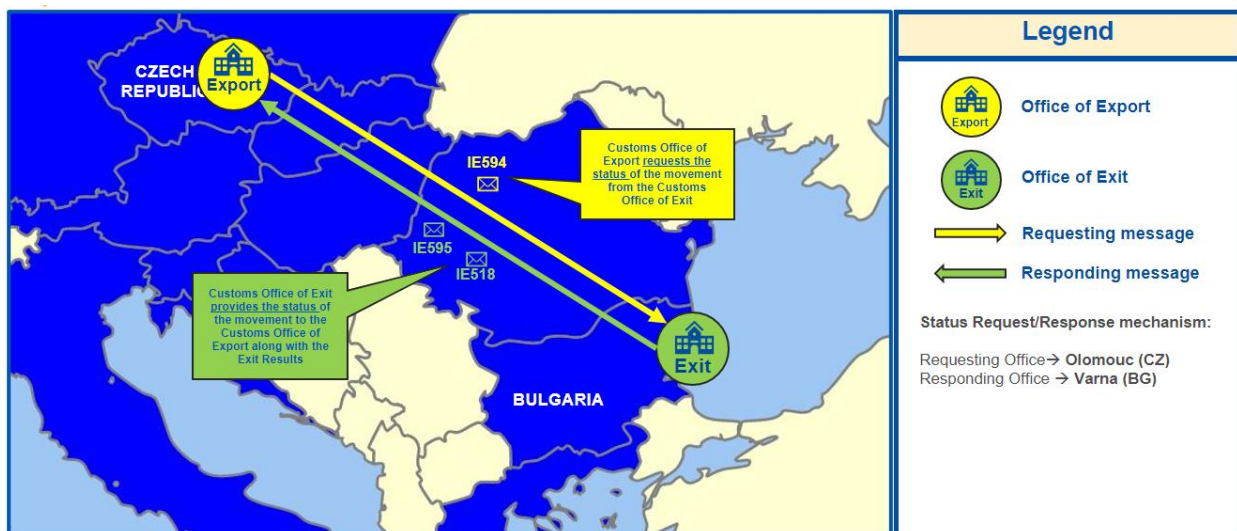 CZECH
REPUBLIC
Export
IE594
Customs Office of
Export requests the
status of the movement
from the Customs
Office of Exit
IE595
IE518
Customs Office of Exit
provides the status of
the movement to the
Customs Office of
Export along with the
Exit Results
Exit
BULGARIA
Legend
Export
Office of Export
Exit
Office of Exit
Requesting message
Responding message
Status Request/Response mechanism:
Requesting Office→ Olomouc (CZ)
Responding Office → Varna (BG)